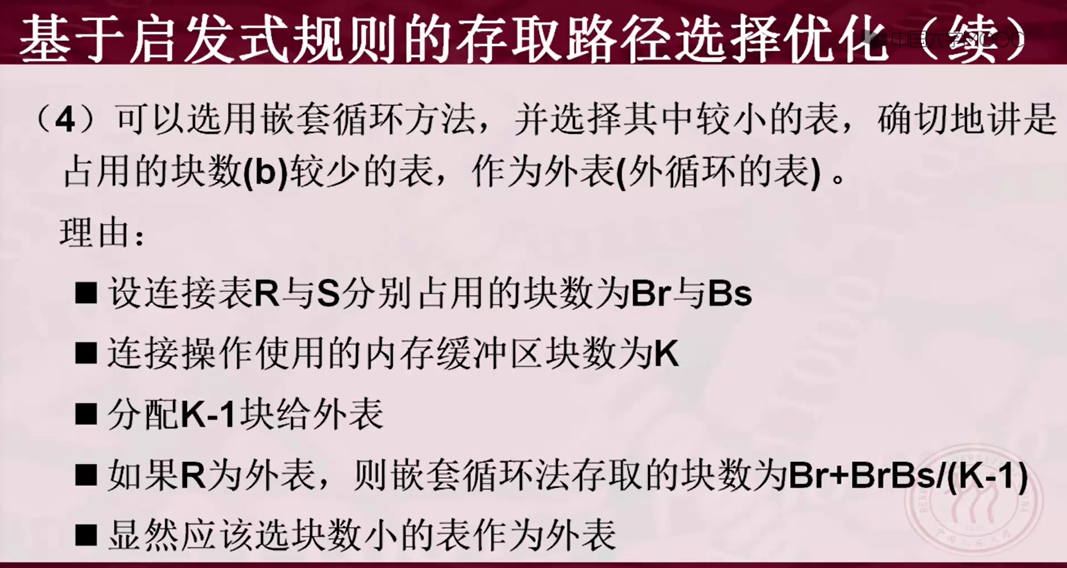 基于启发式规则的存取路径选择优化（续）
（4）可以选用嵌套循环方法，并选择其中较小的表，确切地讲是
占用的块数(b)较少的表，作为外表(外循环的表) 。
理由：
■ 设连接表R与S分别占用的块数为Br与Bs
■ 连接操作使用的内存缓冲区块数为K
■ 分配K-1块给外表
■ 如果R为外表，则嵌套循环法存取的块数为Br+BrBs/(K-1)
■ 显然应该选块数小的表作为外表